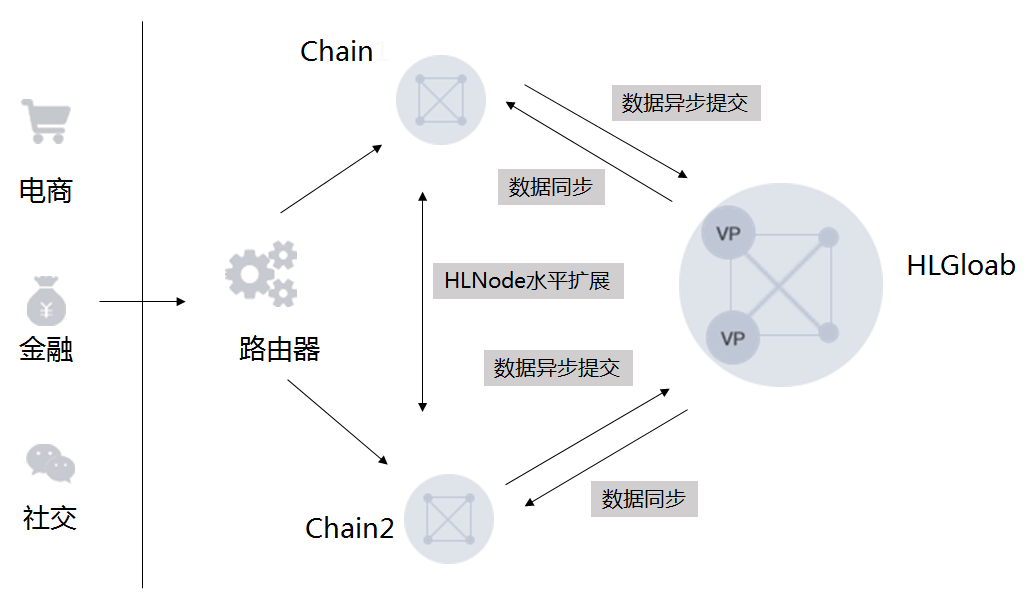 Chain1
数据异步提交
电商
数据同步
VP
HLGloab
HLNode水平扩展
VP
金融
路由器
数据异步提交
数据同步
社交
Chain2